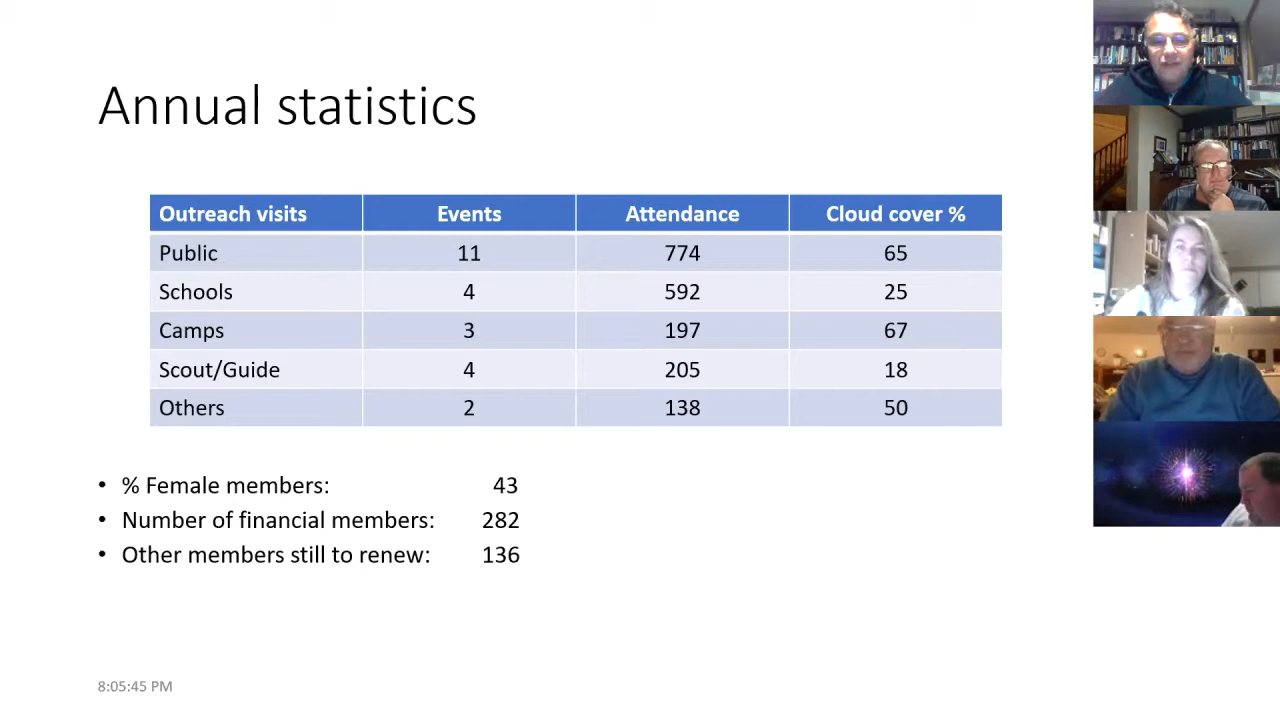 Annual statistics
Outreach visits Events Attendance Cloud cover %
Public 11 774 65
Schools 4 592 25
Camps 3 197 67
Scout/Guide 4 205 18
Others 2 138 50
• % Female members: 43
• Number of financial members: 282
• Other members still to renew: 136
8:05:45 PM